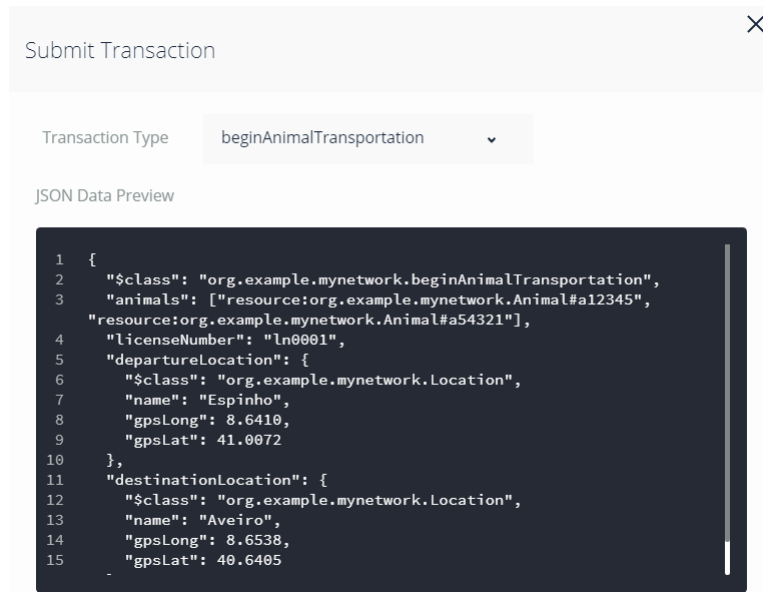 Submit Transaction
Transaction Type
beginAnimalTransportation
JSON Data Preview
1 {
2 "$class": "org.example.mynetwork.beginAnimalTransportation",
3 "animals": ["resource:org.example.mynetwork.Animal#a12345",
"resource:org.example.mynetwork.Animal#a54321"],
4 "licenseNumber": "ln0001",
5 "departureLocation": {
6 "$class": "org.example.mynetwork.Location",
7 "name": "Espinho",
8 "gpsLong": 8.6410,
9 "gpsLat": 41.0072
10 },
11 "destinationLocation": {
12 "$class": "org.example.mynetwork.Location",
13 "name": "Aveiro",
14 "gpsLong": 8.6538,
15 "gpsLat": 40.6405